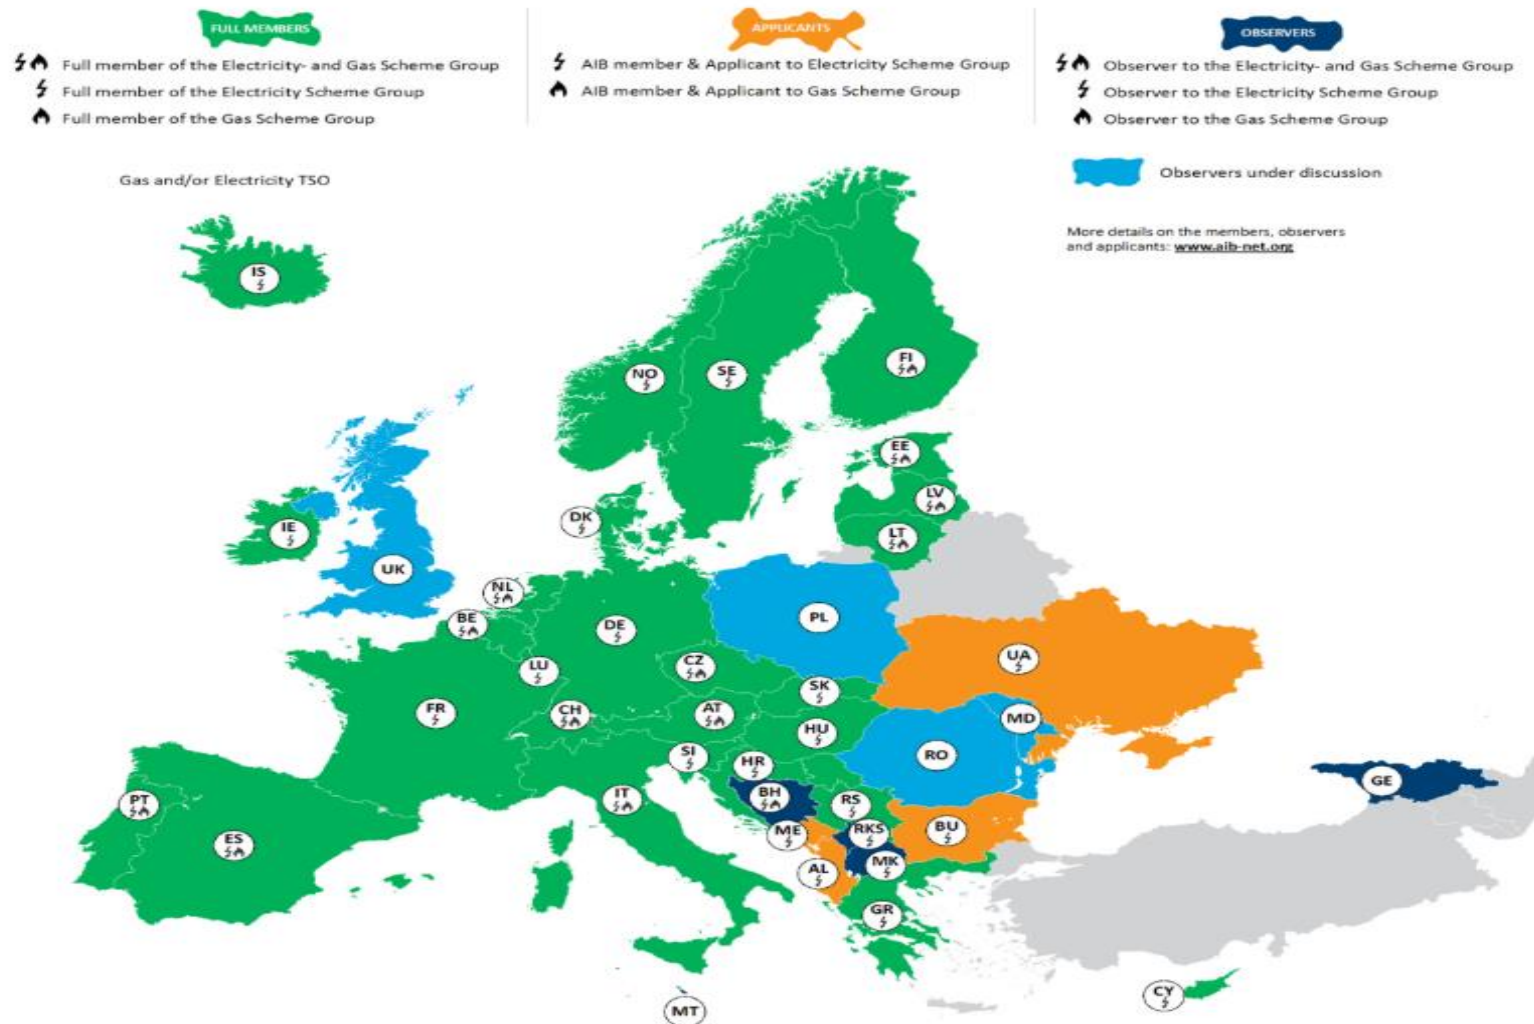 FULL MEMBERS
Full member of the Electricity- and Gas Scheme Group
Full member of the Electricity Scheme Group
Full member of the Gas Scheme Group
APPLICANTS
AIB member & Applicant to Electricity Scheme Group
AIB member & Applicant to Gas Scheme Group
OBSERVERS
Observer to the Electricity- and Gas Scheme Group
Observer to the Electricity Scheme Group
Observer to the Gas Scheme Group
Observers under discussion
More details on the members, observers
and applicants: www.aib-net.org
Gas and/or Electricity TSO
IS
NO
SE
FI
EE
LV
LT
DK
IE
UK
NL
BE
DE
PL
LU
CZ
UA
SK
FR
CH
AT
HU
MD
RO
SI
HR
GE
PT
IT
BH
RS
ES
ME
RKS
BU
AL
MK
GR
CY
MT